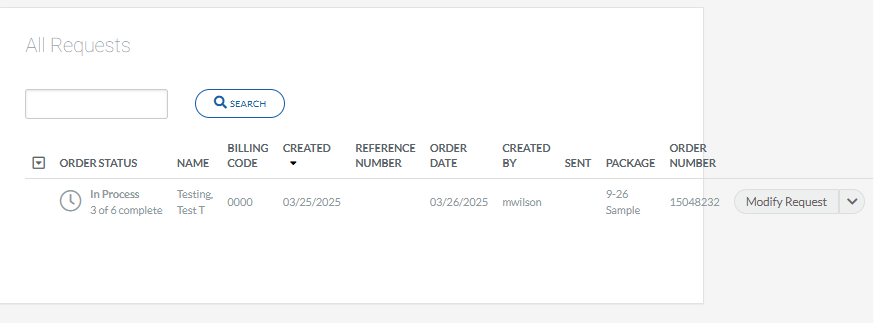 All Requests
SEARCH
ORDER STATUS NAME BILLING CODE CREATED REFERENCE NUMBER ORDER DATE CREATED BY SENT PACKAGE ORDER NUMBER
In Process Testing, 9-26
3 of 6 complete Test T 0000 03/25/2025 03/26/2025 mwilson Sample 15048232 Modify Request